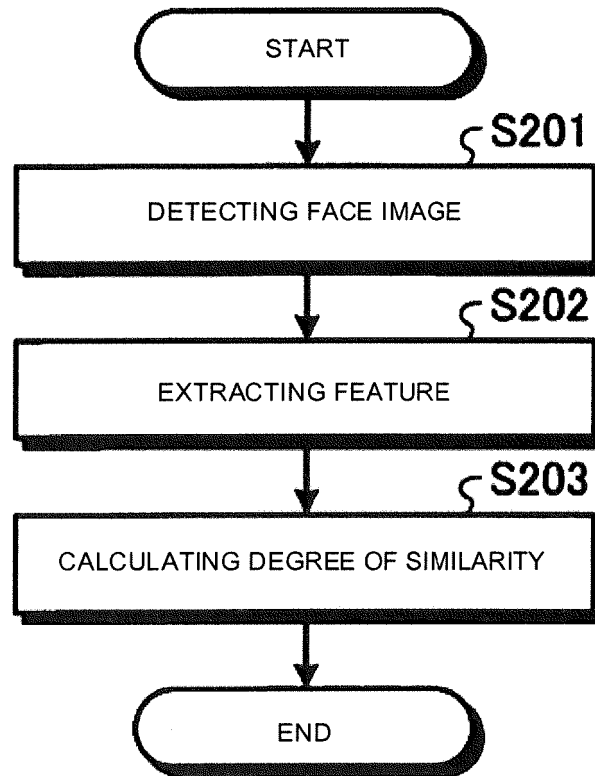 START
S201
DETECTING FACE IMAGE
S202
EXTRACTING FEATURE
S203
CALCULATING DEGREE OF SIMILARITY
END